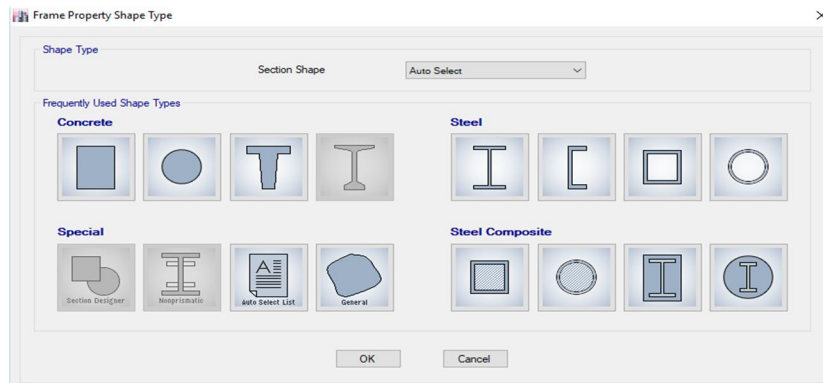 Frame Property Shape Type
Shape Type
Section Shape
Auto Select
Frequently Used Shape Types
Concrete
Steel
Special
Steel Composite
Section Designer
Nonprismatic
A
Auto Select List
General
OK
Cancel